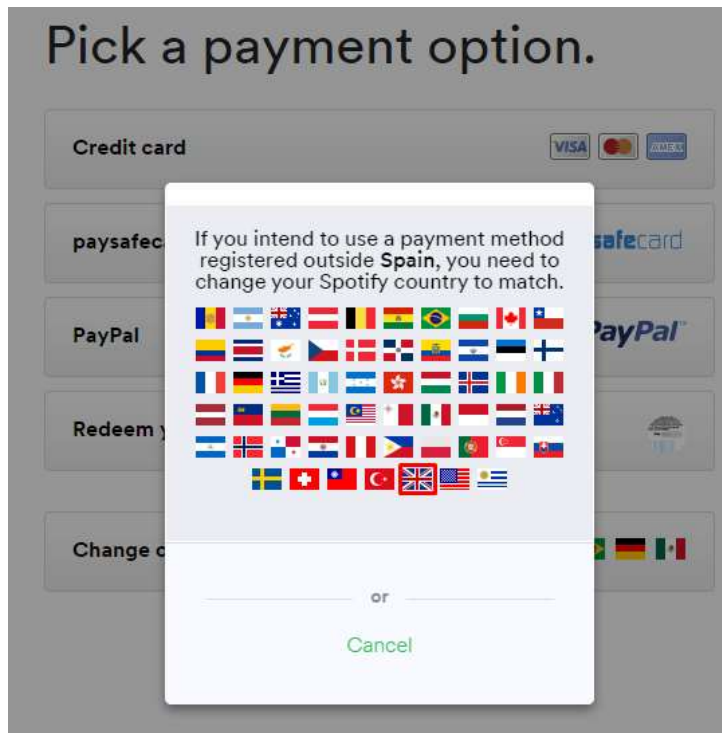 Pick a payment option.
Credit card
VISA
AMEX
If you intend to use a payment method
registered outside Spain, you need to
change your Spotify country to match.
paysafec
safecard
PayPal
PayPal
Redeem y
Change c
or
Cancel